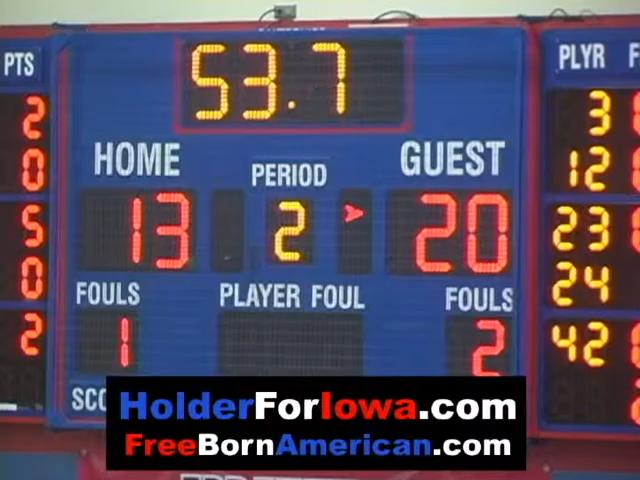 53.7
PTS
PLYR F
2
3
HOME
GUEST
0
12
PERIOD
13
2
20
5
23
0
24
FOULS
PLAYER FOUL
FOULS
1
2
2
42
HolderForIowa.com
FreeBornAmerican.com